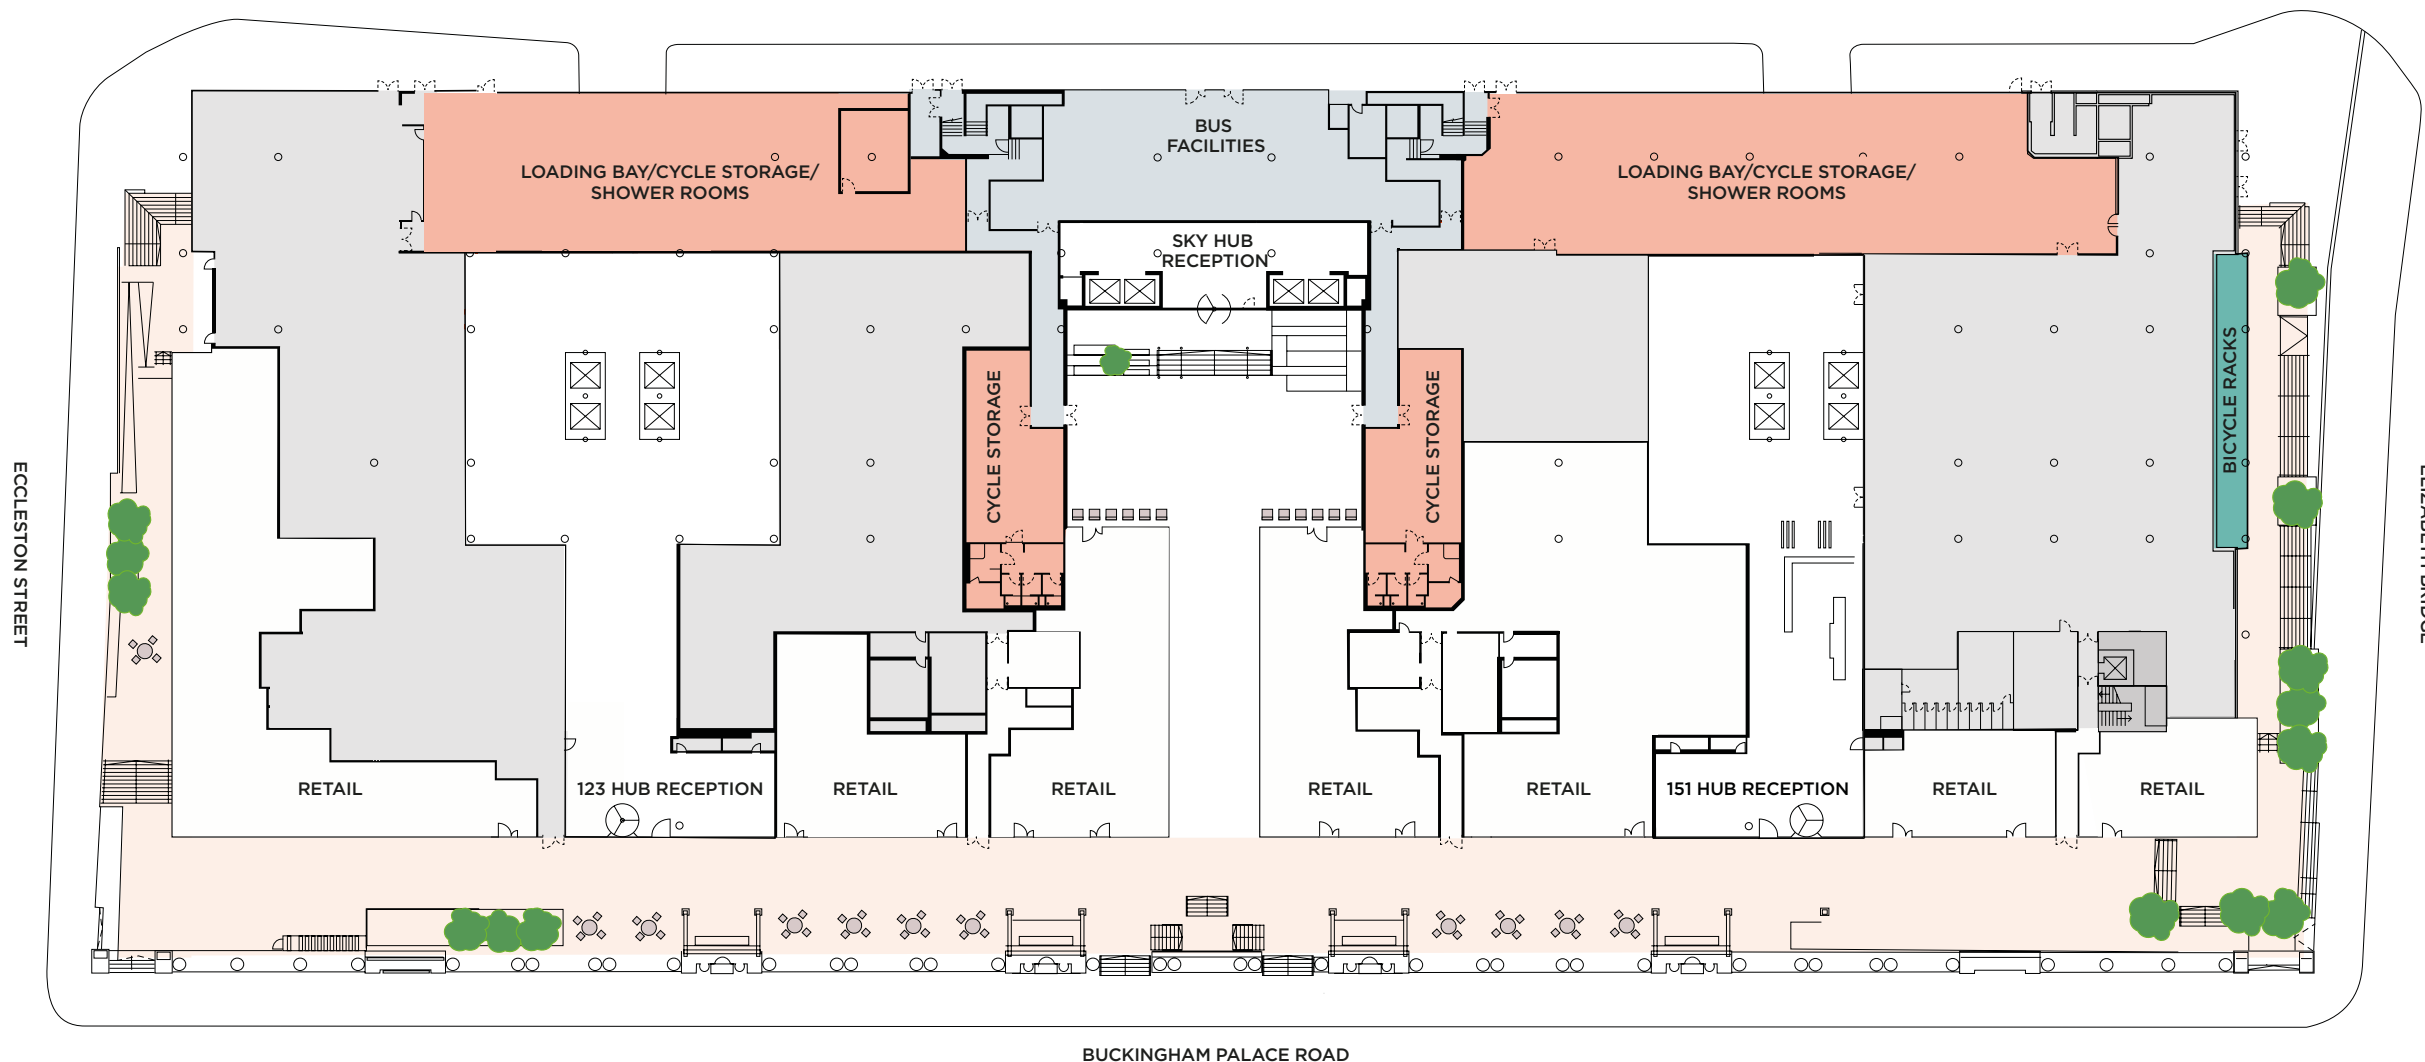 BUS
FACILITIES
LOADING BAY/CYCLE STORAGE/
SHOWER ROOMS
LOADING BAY/CYCLE STORAGE/
SHOWER ROOMS
SKY HUB
RECEPTION
CYCLE STORAGE
CYCLE STORAGE
BICYCLE RACKS
ECCLESTON STREET
RETAIL
123 HUB RECEPTION
RETAIL
RETAIL
RETAIL
RETAIL
151 HUB RECEPTION
RETAIL
RETAIL
BUCKINGHAM PALACE ROAD